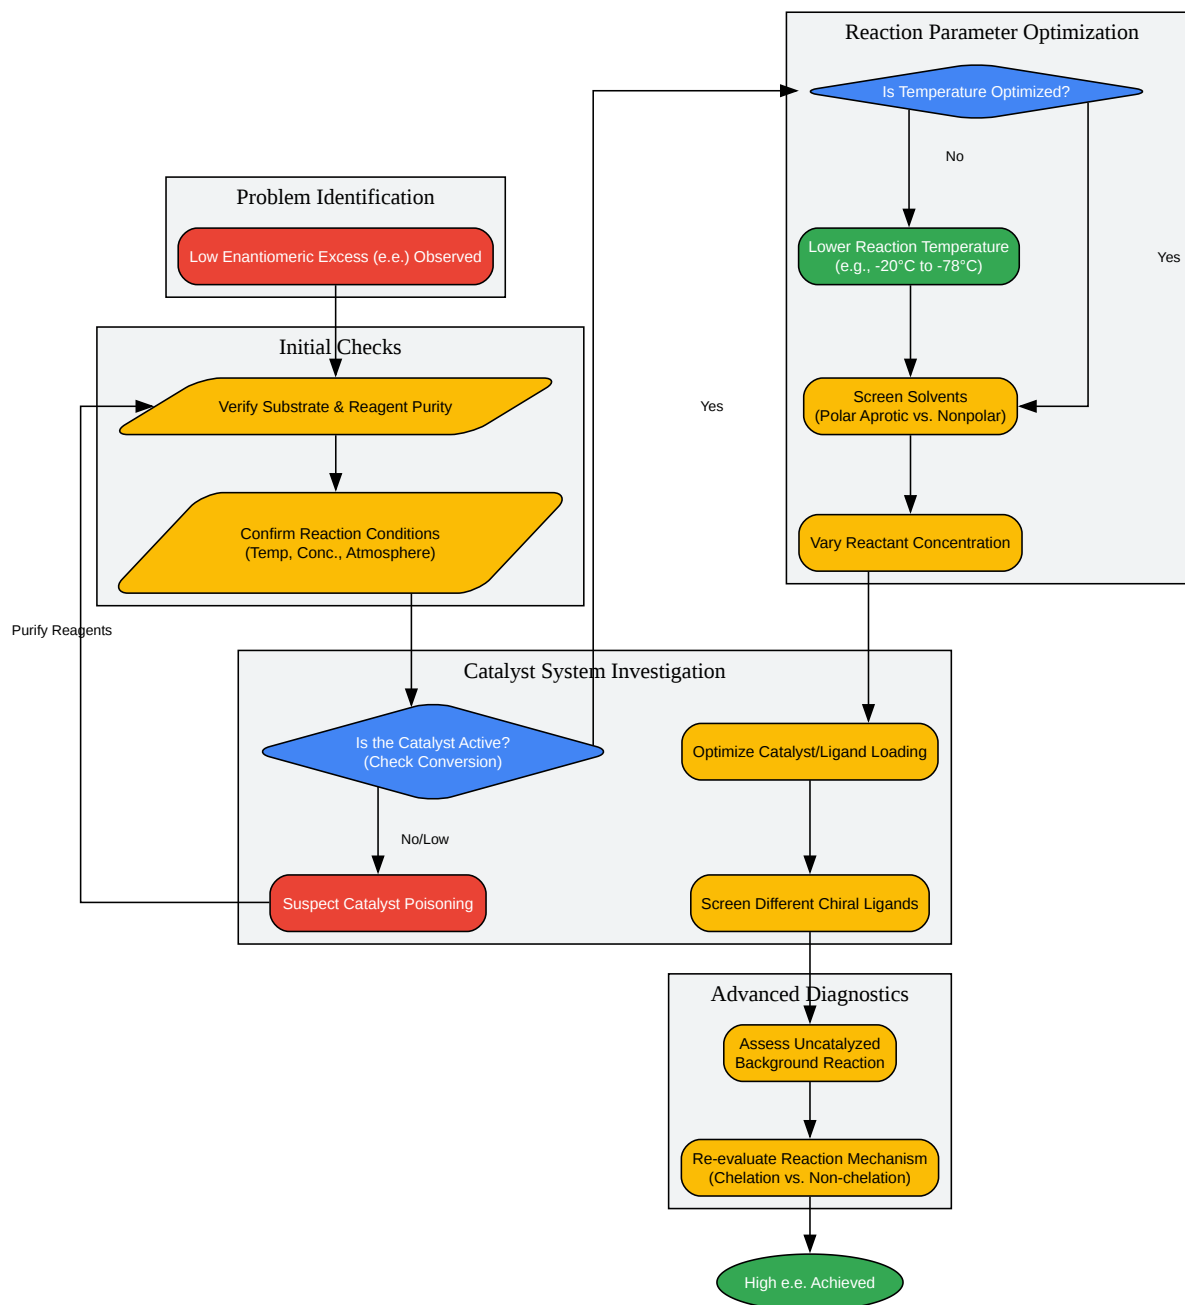 Reaction Parameter Optimization
Is Temperature Optimized?
No
Problem Identification
Low Enantiomeric Excess (e.e.) Observed
Lower Reaction Temperature
(e.g., -20°C to -78°C)
Yes
Initial Checks
Verify Substrate & Reagent Purity
Yes
Screen Solvents
(Polar Aprotic vs. Nonpolar)
Confirm Reaction Conditions
(Temp, Conc., Atmosphere)
Vary Reactant Concentration
Purify Reagents
Catalyst System Investigation
Is the Catalyst Active?
(Check Conversion)
Optimize Catalyst/Ligand Loading
No/Low
Suspect Catalyst Poisoning
Screen Different Chiral Ligands
Advanced Diagnostics
Assess Uncatalyzed
Background Reaction
Re-evaluate Reaction Mechanism
(Chelation vs. Non-chelation)
High e.e. Achieved